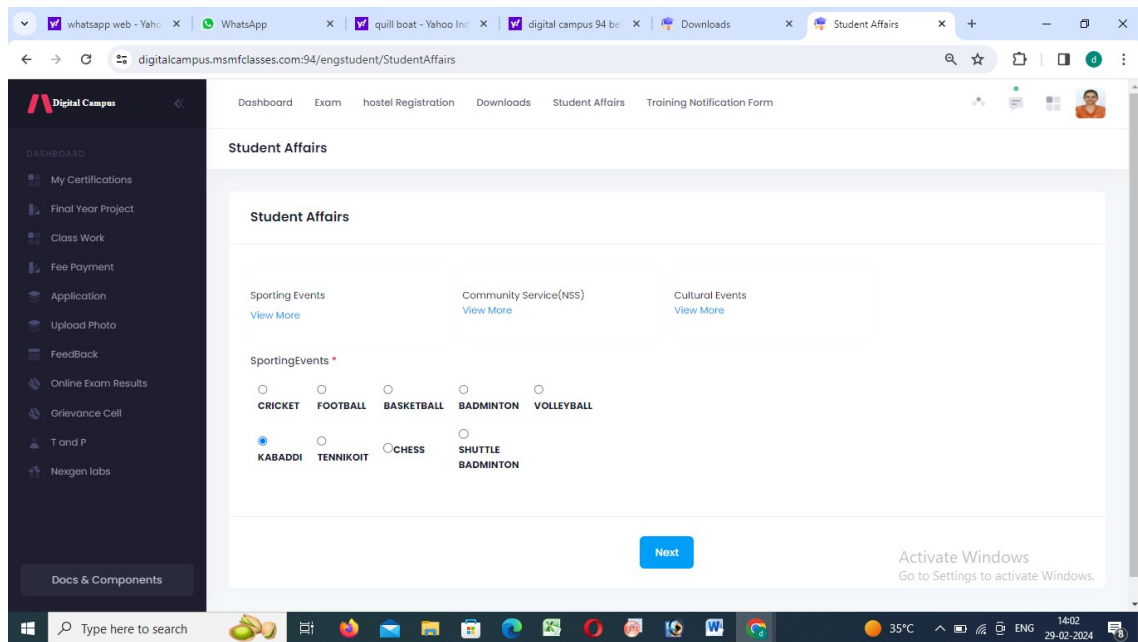 whatsapp web - Yaho
WhatsApp
quill boat - Yahoo Inc
digital campus 94 be
Downloads
Student Affairs
digitalcampus.msmfclasses.com:94/engstudent/StudentAffairs
d
Digital Campus
Dashboard Exam hostel Registration Downloads Student Affairs Training Notification Form
Student Affairs
DASHBOARD
My Certifications
Final Year Project
Class Work
Fee Payment
Application
Upload Photo
FeedBack
Online Exam Results
Grievance Cell
T and P
Nexgen labs
Docs & Components
Student Affairs
Sporting Events
View More
Community Service(NSS)
View More
Cultural Events
View More
SportingEvents *
CRICKET FOOTBALL BASKETBALL BADMINTON VOLLEYBALL
KABADDI TENNIKOIT CHESS SHUTTLE
BADMINTON
Next
Activate Windows
Go to Settings to activate Windows.
Type here to search
35°C ENG
14:02
29-02-2024